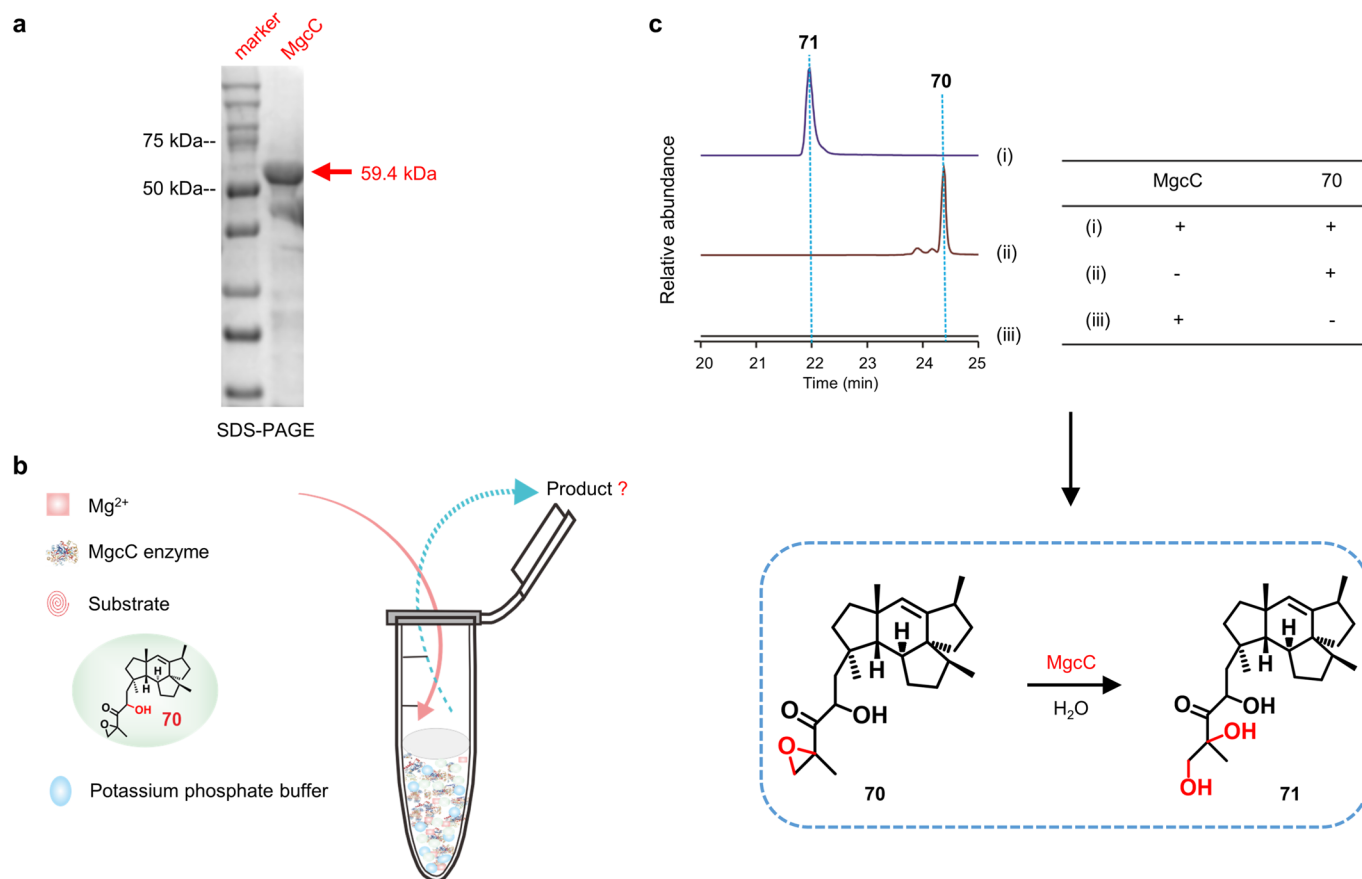 a
marker
MgcC
75 kDa--
50 kDa--
59.4 kDa
SDS-PAGE
b
Mg2+
MgcC enzyme
Substrate
H
H
OH
O
O
70
Potassium phosphate buffer
Product ?
c
71
70
Relative abundance
(i)
(ii)
(iii)
20 21 22 23 24 25
Time (min)
MgcC 70
(i) + +
(ii) - +
(iii) + -
H
H
O
OH
O
70
MgcC
H2O
H
H
O
OH
OH
OH
71